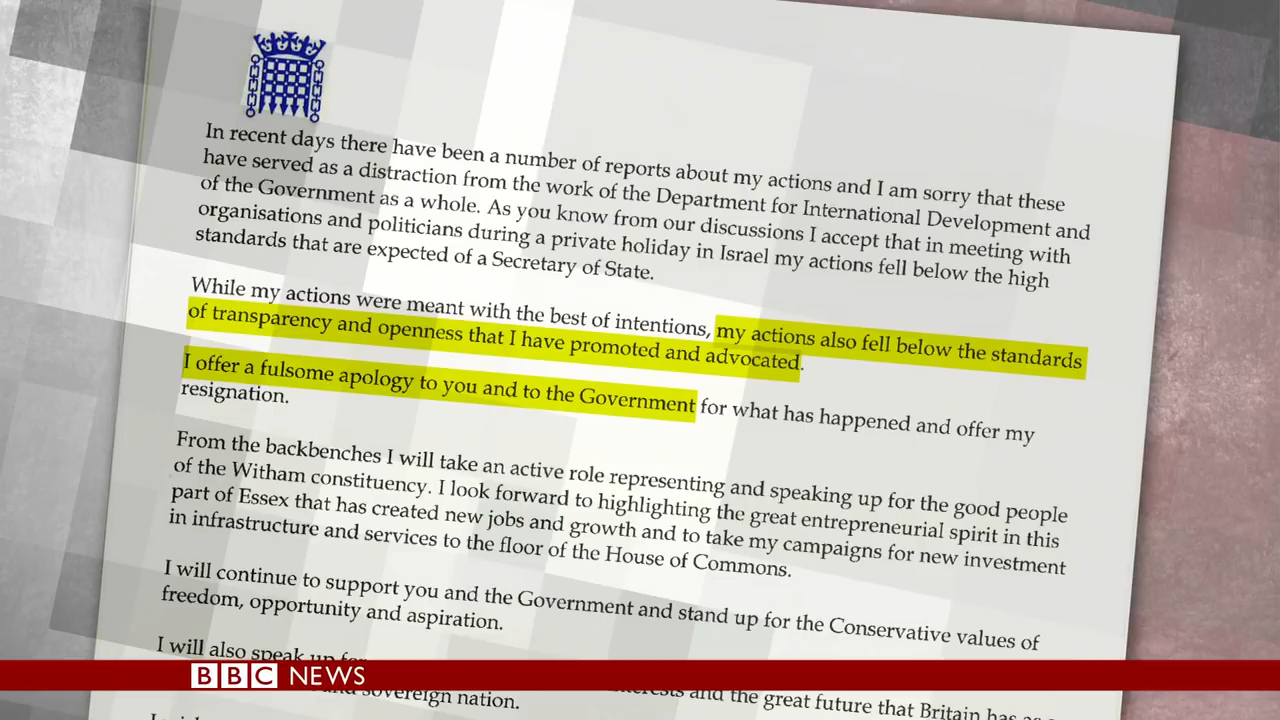 In recent days there have been a number of reports about my actions and I am sorry that these
have served as a distraction from the work of the Department for International Development and
of the Government as a whole. As you know from our discussions I accept that in meeting with
organisations and politicians during a private holiday in Israel my actions fell below the high
standards that are expected of a Secretary of State.
While my actions were meant with the best of intentions, my actions also fell below the standards
of transparency and openness that I have promoted and advocated.
I offer a fulsome apology to you and to the Government for what has happened and offer my
resignation.
From the backbenches I will take an active role representing and speaking up for the good people
of the Witham constituency. I look forward to highlighting the great entrepreneurial spirit in this
part of Essex that has created new jobs and growth and to take my campaigns for new investment
in infrastructure and services to the floor of the House of Commons.
I will continue to support you and the Government and stand up for the Conservative values of
freedom, opportunity and aspiration.
I will also speak up for
BBC NEWS
and the great future that Britain has
sovereign nation.